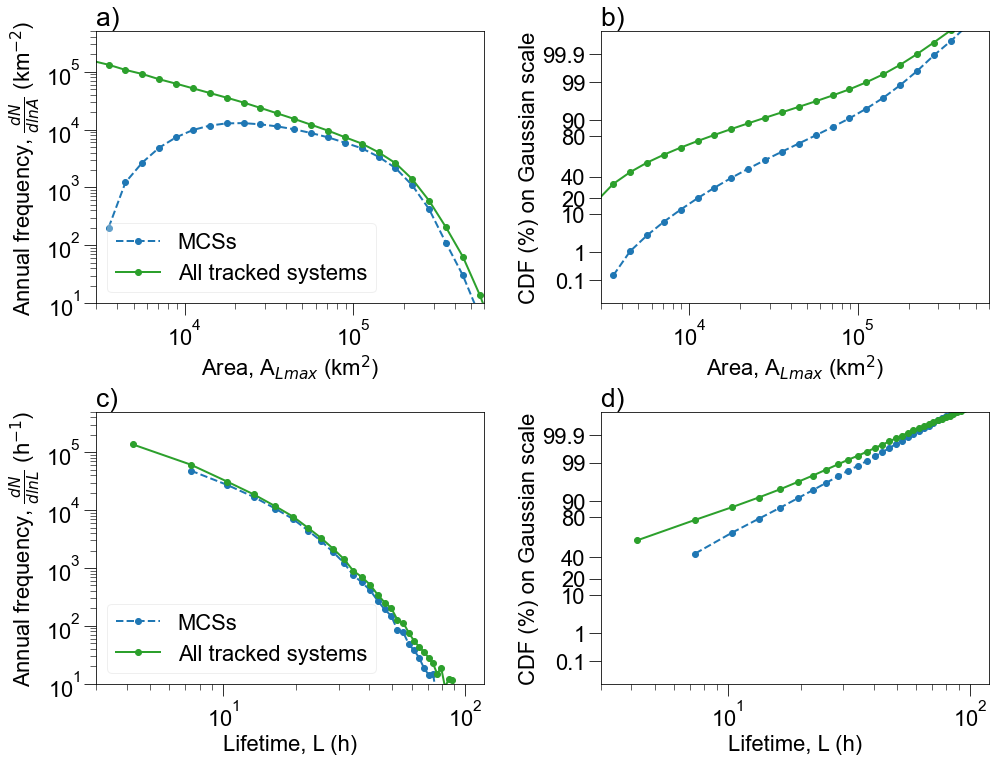 a)
Annual frequency, dN/dlnA (km⁻²)
10⁵
10⁴
10³
10²
10¹
MCSs
All tracked systems
10⁴ 10⁵
Area, A_Lmax (km²)
b)
CDF (%) on Gaussian scale
99.9
99
90
80
40
20
10
1
0.1
10⁴ 10⁵
Area, A_Lmax (km²)
c)
Annual frequency, dN/dlnL (h⁻¹)
10⁵
10⁴
10³
10²
10¹
MCSs
All tracked systems
10¹ 10²
Lifetime, L (h)
d)
CDF (%) on Gaussian scale
99.9
99
90
80
40
20
10
1
0.1
10¹ 10²
Lifetime, L (h)